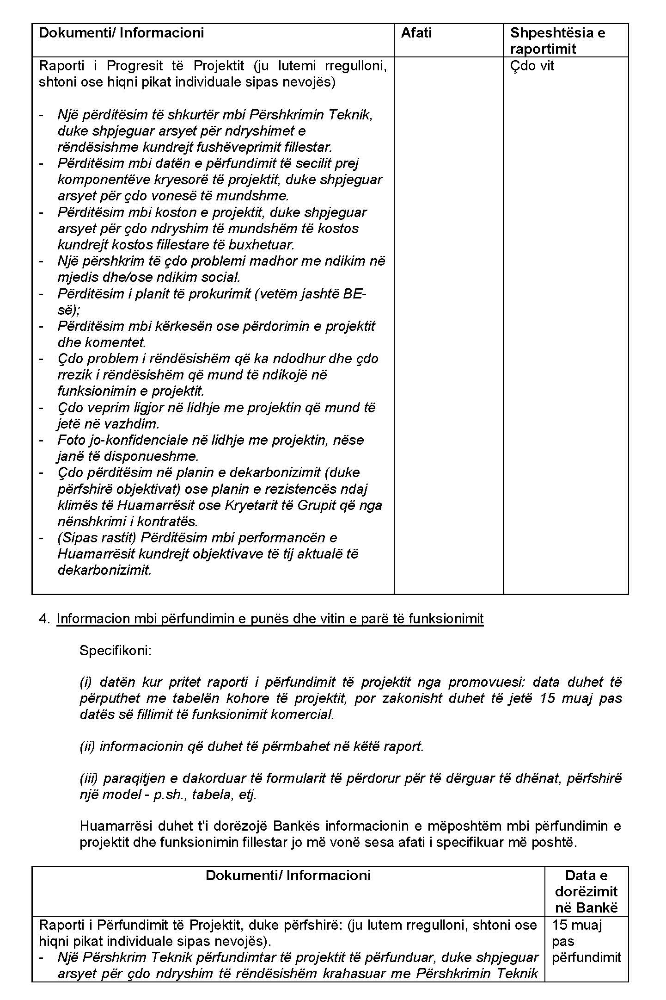 Dokumenti/ Informacioni
Afati
Shpeshtësia e
raportimit
Raporti i Progresit të Projektit (ju lutemi rregulloni,
shtoni ose hiqni pikat individuale sipas nevojës)
Çdo vit
- Një përditësim të shkurtër mbi Përshkrimin Teknik,
duke shpjeguar arsyet për ndryshimet e
rëndësishme kundrejt fushëveprimit fillestar.
- Përditësim mbi datën e përfundimit të secilit prej
komponentëve kryesorë të projektit, duke shpjeguar
arsyet për çdo vonesë të mundshme.
- Përditësim mbi koston e projektit, duke shpjeguar
arsyet për çdo ndryshim të mundshëm të kostos
kundrejt kostos fillestare të buxhetuar.
- Një përshkrim të çdo problemi madhor me ndikim në
mjedis dhe/ose ndikim social.
- Përditësim i planit të prokurimit (vetëm jashtë BE-
së);
- Përditësim mbi kërkesën ose përdorimin e projektit
dhe komentet.
- Çdo problem i rëndësishëm që ka ndodhur dhe çdo
rrezik i rëndësishëm që mund të ndikojë në
funksionimin e projektit.
- Çdo veprim ligjor në lidhje me projektin që mund të
jetë në vazhdim.
- Foto jo-konfidenciale në lidhje me projektin, nëse
janë të disponueshme.
- Çdo përditësim në planin e dekarbonizimit (duke
përfshirë objektivat) ose planin e rezistencës ndaj
klimës të Huamarrësit ose Kryetarit të Grupit që nga
nënshkrimi i kontratës.
- (Sipas rastit) Përditësim mbi performancën e
Huamarrësit kundrejt objektivave të tij aktualë të
dekarbonizimit.
4. Informacion mbi përfundimin e punës dhe vitin e parë të funksionimit
Specifikoni:
(i) datën kur pritet raporti i përfundimit të projektit nga promovuesi: data duhet të
përputhet me tabelën kohore të projektit, por zakonisht duhet të jetë 15 muaj pas
datës së fillimit të funksionimit komercial.
(ii) informacionin që duhet të përmbahet në këtë raport.
(iii) paraqitjen e dakorduar të formularit të përdorur për të dërguar të dhënat, përfshirë
një model - p.sh., tabela, etj.
Huamarrësi duhet t'i dorëzojë Bankës informacionin e mëposhtëm mbi përfundimin e
projektit dhe funksionimin fillestar jo më vonë sesa afati i specifikuar më poshtë.
Dokumenti/ Informacioni
Data e
dorëzimit
në Bankë
Raporti i Përfundimit të Projektit, duke përfshirë: (ju lutem rregulloni, shtoni ose
hiqni pikat individuale sipas nevojës).
- Një Përshkrim Teknik përfundimtar të projektit të përfunduar, duke shpjeguar
arsyet për çdo ndryshim të rëndësishëm krahasuar me Përshkrimin Teknik
15 muaj
pas
përfundimit